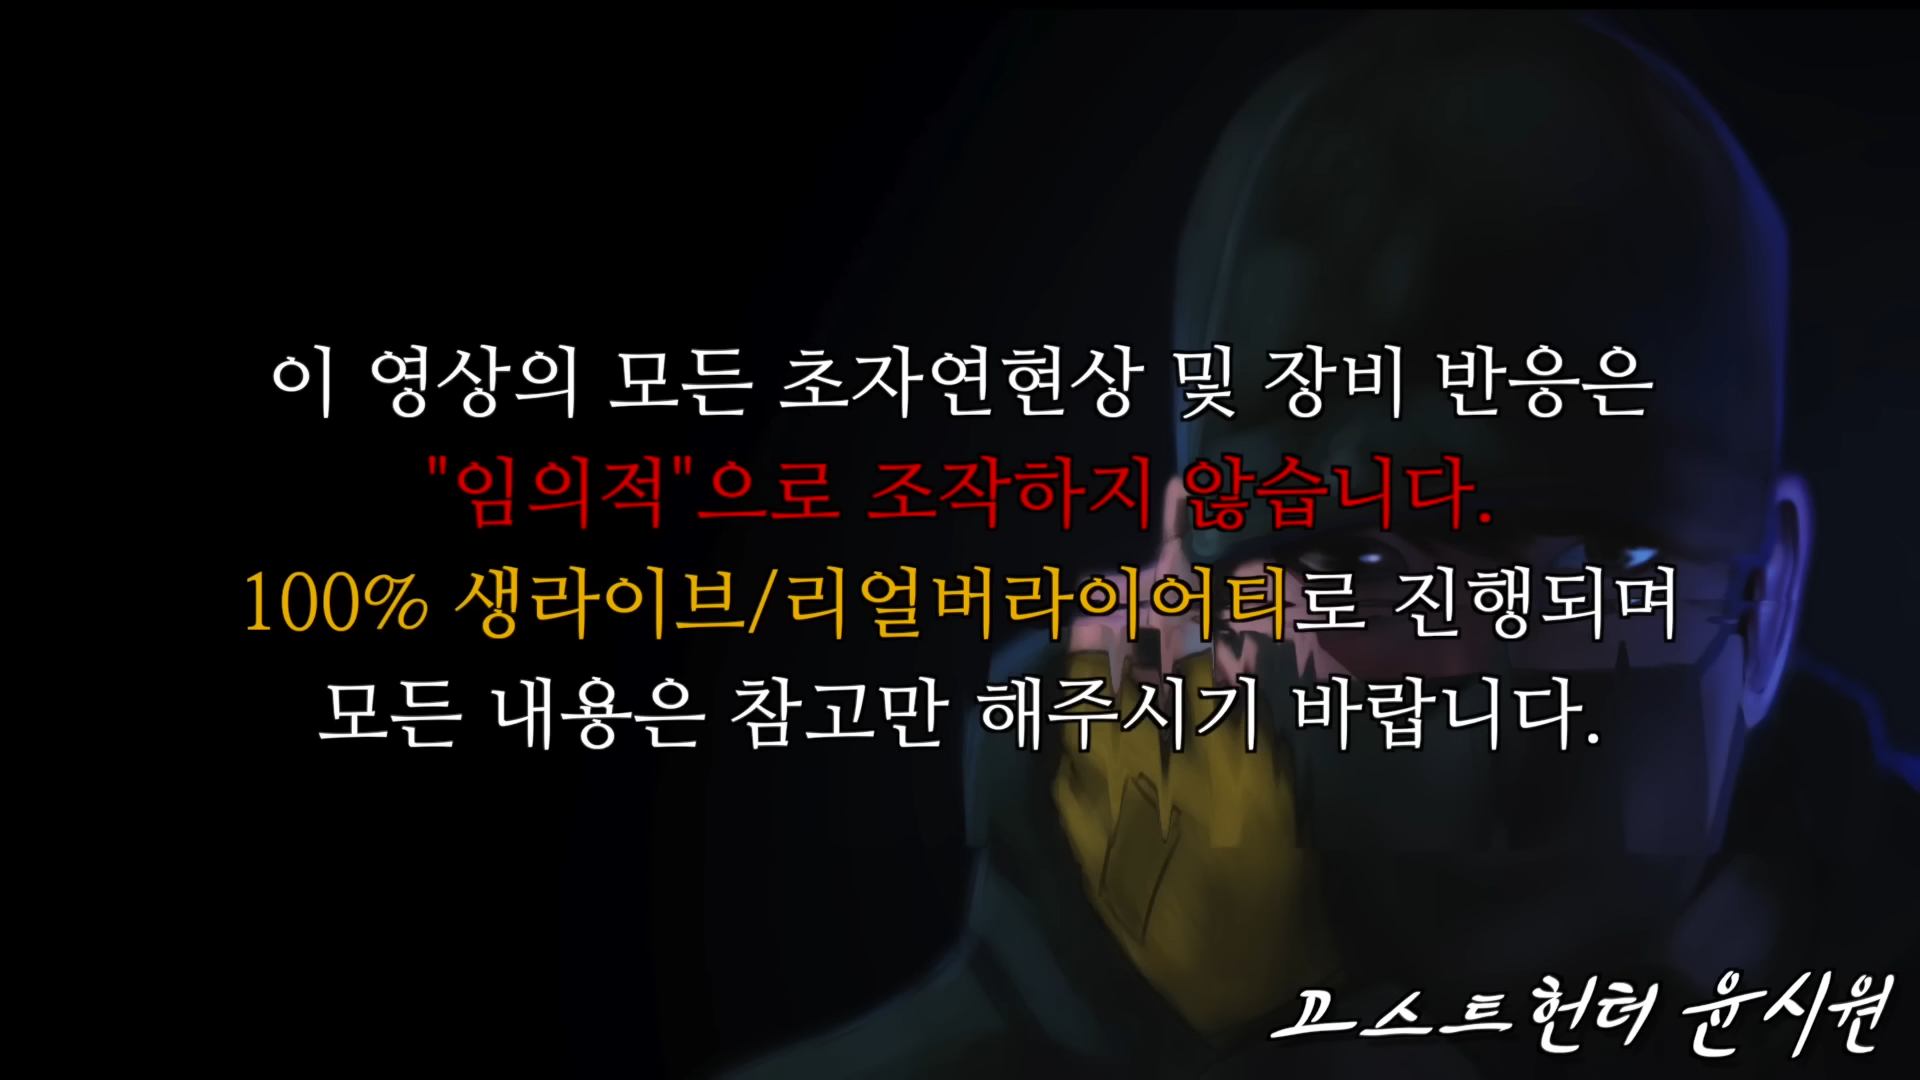 이 영상의 모든 초자연현상 및 장비 반응은
"임의적"으로 조작하지 않습니다.
100% 생라이브/리얼버라이어티로 진행되며
모든 내용은 참고만 해주시기 바랍니다.
고스트헌터 윤시원